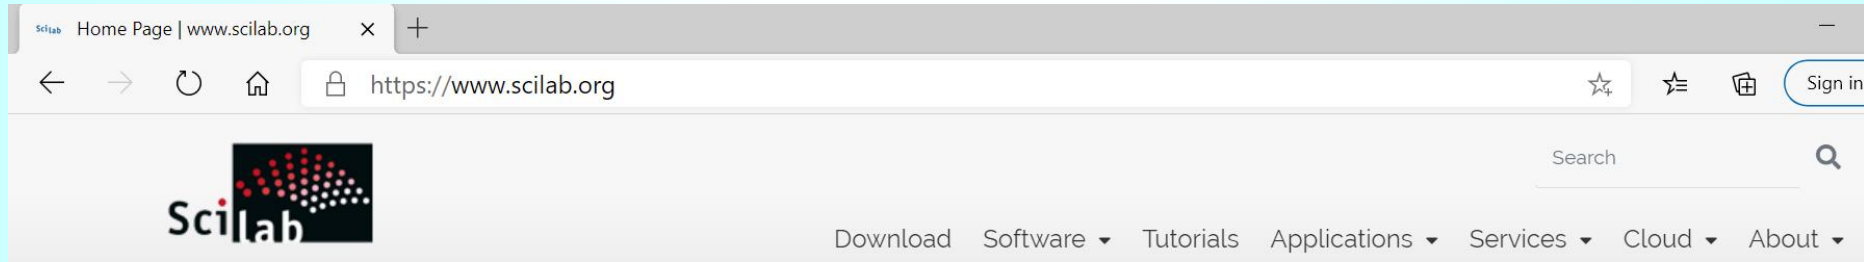 Scilab Home Page | www.scilab.org
https://www.scilab.org
Sign in
Search
Scilab
Download Software Tutorials Applications Services Cloud About